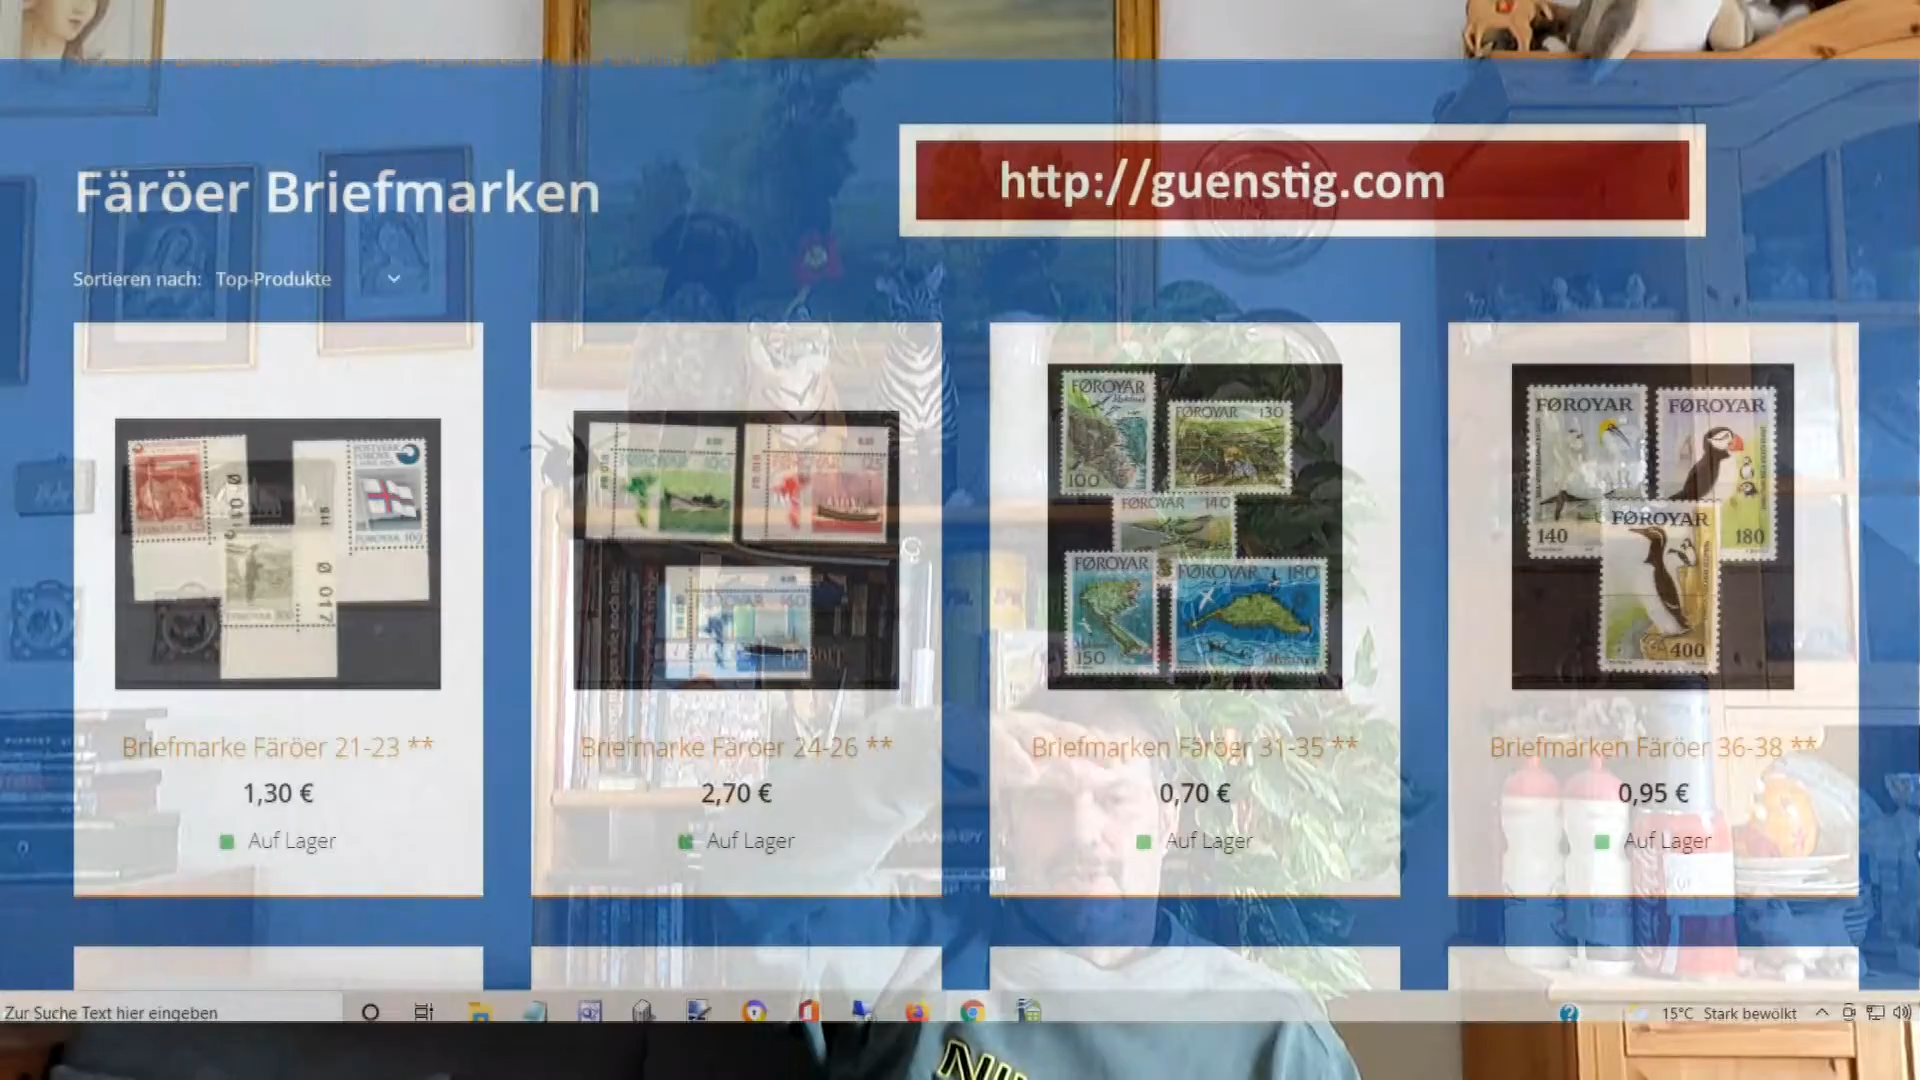 Färöer Briefmarken
http://guenstig.com
Sortieren nach: Top-Produkte
FØROYAR
100
FØROYAR 130
FØROYAR 140
FØROYAR
150
FØROYAR 180
FØROYAR
140
FØROYAR
180
FØROYAR
400
Briefmarke Färöer 21-23 **
1,30 €
Auf Lager
Briefmarke Färöer 24-26 **
2,70 €
Auf Lager
Briefmarken Färöer 31-35 **
0,70 €
Auf Lager
Briefmarken Färöer 36-38 **
0,95 €
Auf Lager
Zur Suche Text hier eingeben
15°C Stark bewölkt